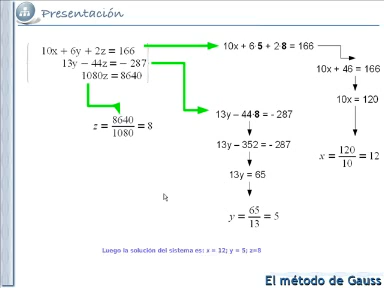 Presentación
10x + 6y + 2z = 166
13y − 44z = − 287
1080z = 8640
z = 8640/1080 = 8
10x + 6·5 + 2·8 = 166
10x + 46 = 166
10x = 120
x = 120/10 = 12
13y – 44·8 = - 287
13y – 352 = - 287
13y = 65
y = 65/13 = 5
Luego la solución del sistema es: x = 12; y = 5; z=8
El método de Gauss